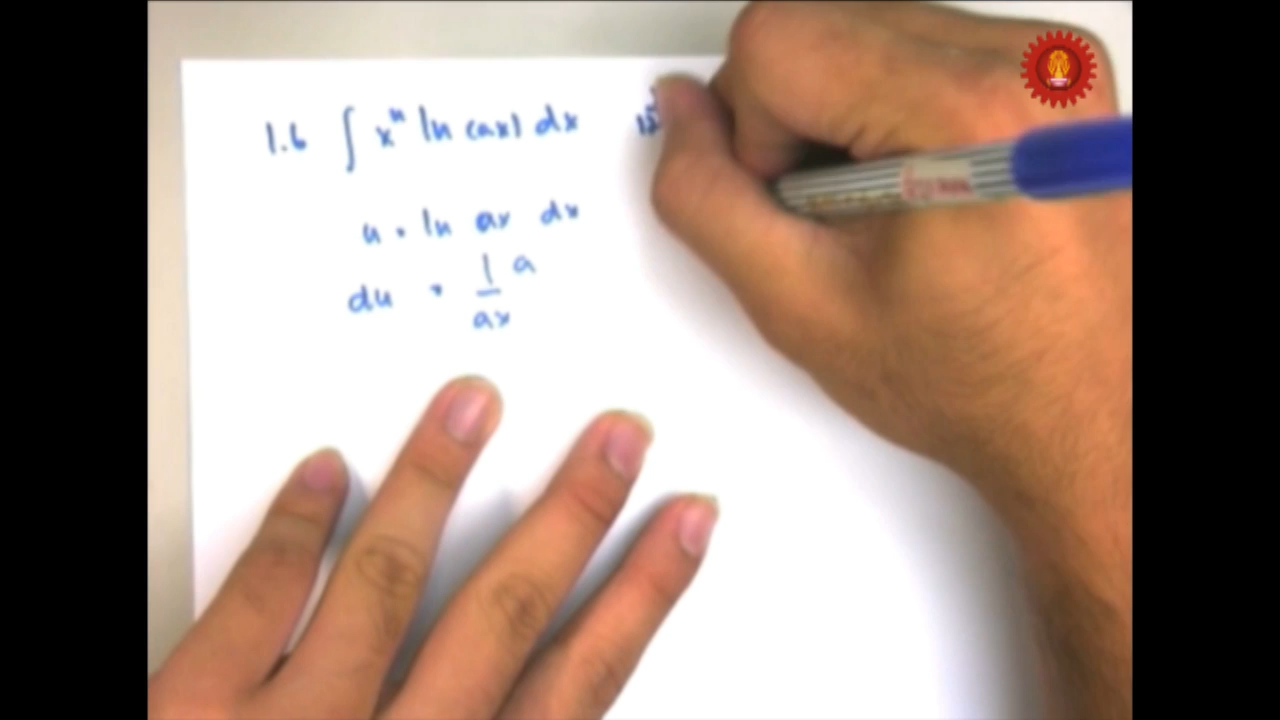 1.6 ∫ xⁿ ln (ax) dx
u = ln ax dx
du = 1/ax a